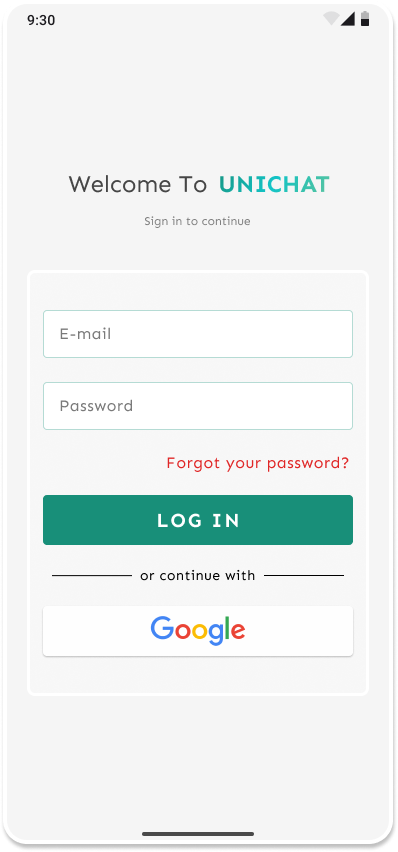 9:30
Welcome To UNICHAT
Sign in to continue
E-mail
Password
Forgot your password?
LOG IN
or continue with
Google